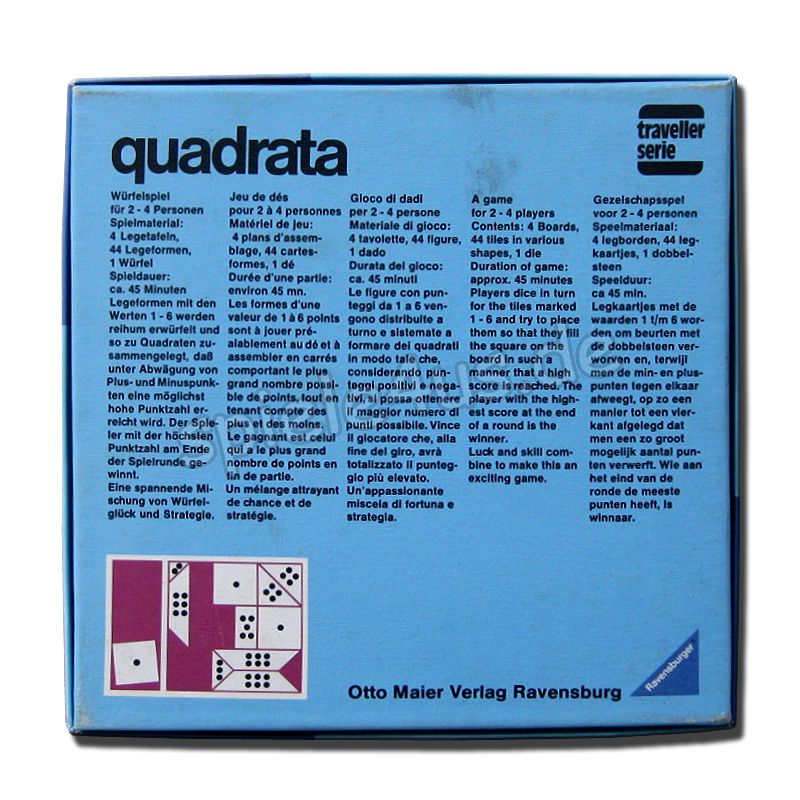 quadrata
traveller
serie
Würfelspiel
für 2 - 4 Personen
Spielmaterial:
4 Legetafeln,
44 Legeformen,
1 Würfel
Spieldauer:
ca. 45 Minuten
Legeformen mit den
Werten 1 - 6 werden
reihum erwürfelt und
so zu Quadraten zu-
sammengelegt, daß
unter Abwägung von
Plus- und Minuspunk-
ten eine möglichst
hohe Punktzahl er-
reicht wird. Der Spie-
ler mit der höchsten
Punktzahl am Ende
der Spielrunde ge-
winnt.
Eine spannende Mi-
schung von Würfel-
glück und Strategie.
Jeu de dés
pour 2 à 4 personnes
Matériel de jeu:
4 plans d'assem-
blage, 44 cartes-
formes, 1 dé
Durée d'une partie:
environ 45 mn.
Les formes d'une
valeur de 1 à 6 points
sont à jouer pré-
alablement au dé et à
assembler en carrés
comportant le plus
grand nombre possi-
ble de points, tout en
tenant compte des
plus et des moins.
Le gagnant est celui
qui a le plus grand
nombre de points en
fin de partie.
Un mélange attrayant
de chance et de
stratégie.
Gioco di dadi
per 2 - 4 persone
Materiale di gioco:
4 tavolette, 44 figure,
1 dado
Durata del gioco:
ca. 45 minuti
Le figure con pun-
teggi da 1 a 6 ven-
gono distribuite a
turno e sistemate a
formare dei quadrati
in modo tale che,
considerando pun-
teggi positivi e nega-
tivi, si possa ottenere
il maggior numero di
punti possibile. Vince
il giocatore che, alla
fine del giro, avrà
totalizzato il punteg-
gio più elevato.
Un'appassionante
miscela di fortuna e
strategia.
A game
for 2 - 4 players
Contents: 4 Boards,
44 tiles in various
shapes, 1 die
Duration of game:
approx. 45 minutes
Players dice in turn
for the tiles marked
1 - 6 and try to place
them so that they fill
the square on the
board in such a
manner that a high
score is reached. The
player with the high-
est score at the end
of a round is the
winner.
Luck and skill com-
bine to make this an
exciting game.
Gezelschapsspel
voor 2 - 4 personen
Speelmateriaal:
4 legborden, 44 leg-
kaartjes, 1 dobbel-
steen
Speelduur:
ca 45 min.
Legkaartjes met de
waarden 1 t/m 6 wor-
den om beurten met
de dobbelsteen ver-
worven en, terwijl
men de min- en plus-
punten tegen elkaar
afweegt, op zo een
manier tot een vier-
kant afgelegd dat
men een zo groot
mogelijk aantal pun-
ten verwerft. Wie aan
het eind van de
ronde de meeste
punten heeft, is
winnaar.
Otto Maier Verlag Ravensburg
Ravensburger